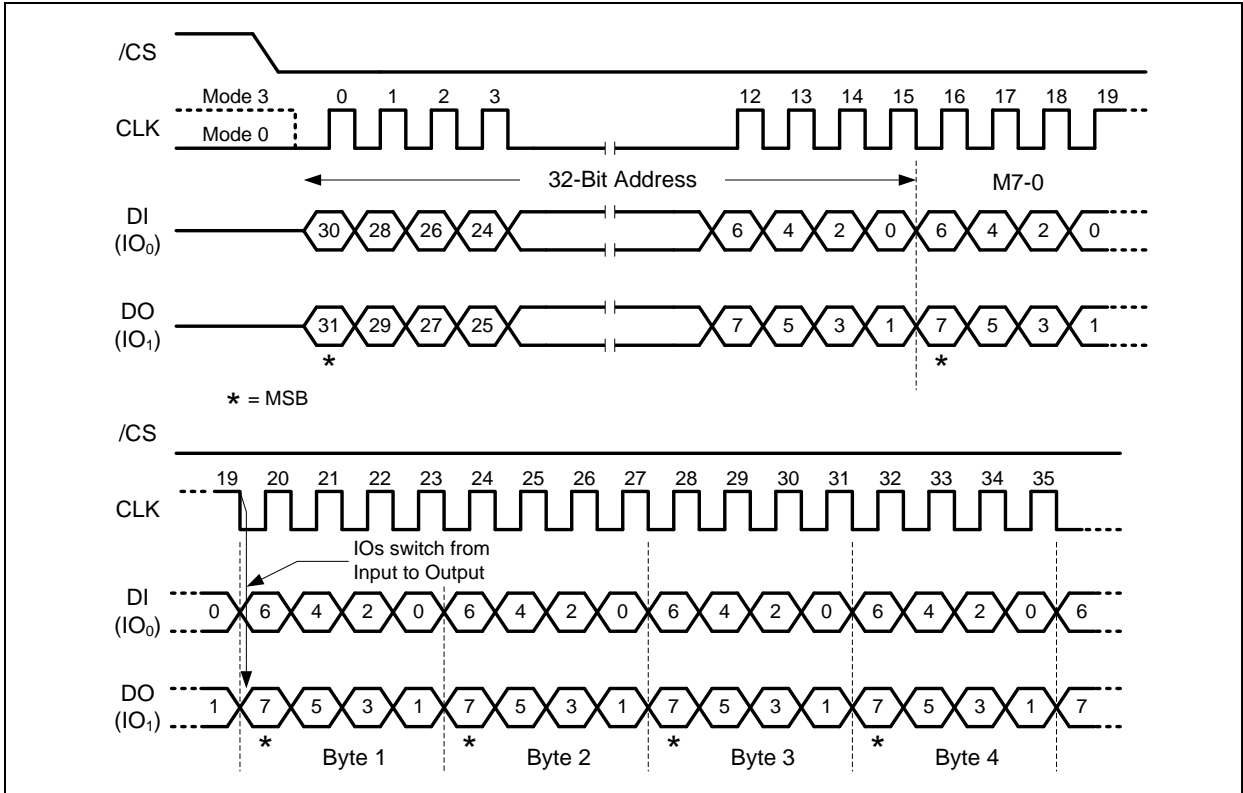 /CS
Mode 3 0 1 2 3 12 13 14 15 16 17 18 19
CLK
Mode 0
32-Bit Address M7-0
DI
(IO₀)
30 28 26 24 6 4 2 0 6 4 2 0
DO
(IO₁)
31 29 27 25 7 5 3 1 7 5 3 1
* *
* = MSB
/CS
19 20 21 22 23 24 25 26 27 28 29 30 31 32 33 34 35
CLK
IOs switch from
Input to Output
DI
(IO₀)
0 6 4 2 0 6 4 2 0 6 4 2 0 6 4 2 0 6
DO
(IO₁)
1 7 5 3 1 7 5 3 1 7 5 3 1 7 5 3 1 7
* * * *
Byte 1 Byte 2 Byte 3 Byte 4